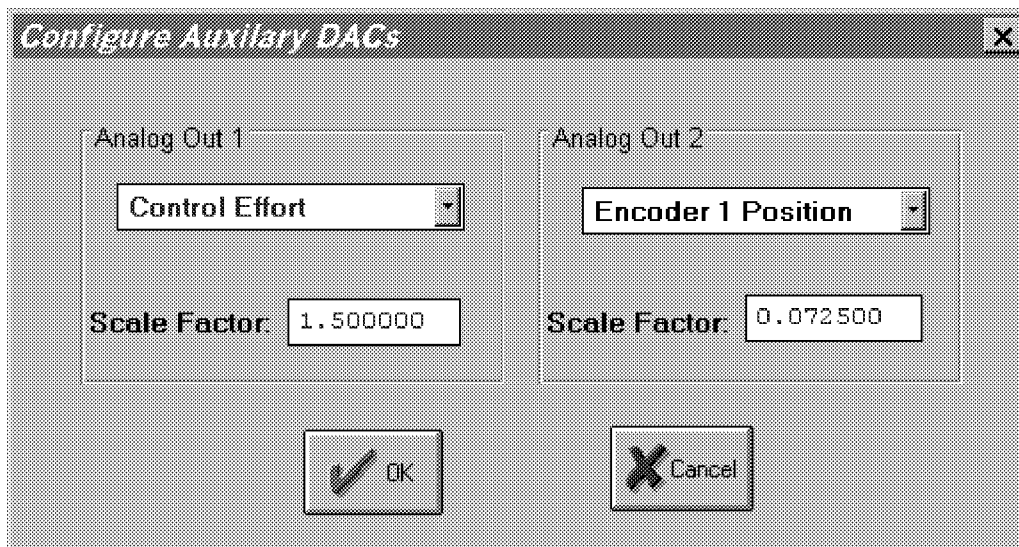 Configure Auxilary DACs
Analog Out 1
Control Effort
Scale Factor: 1.500000
Analog Out 2
Encoder 1 Position
Scale Factor: 0.072500
OK
Cancel